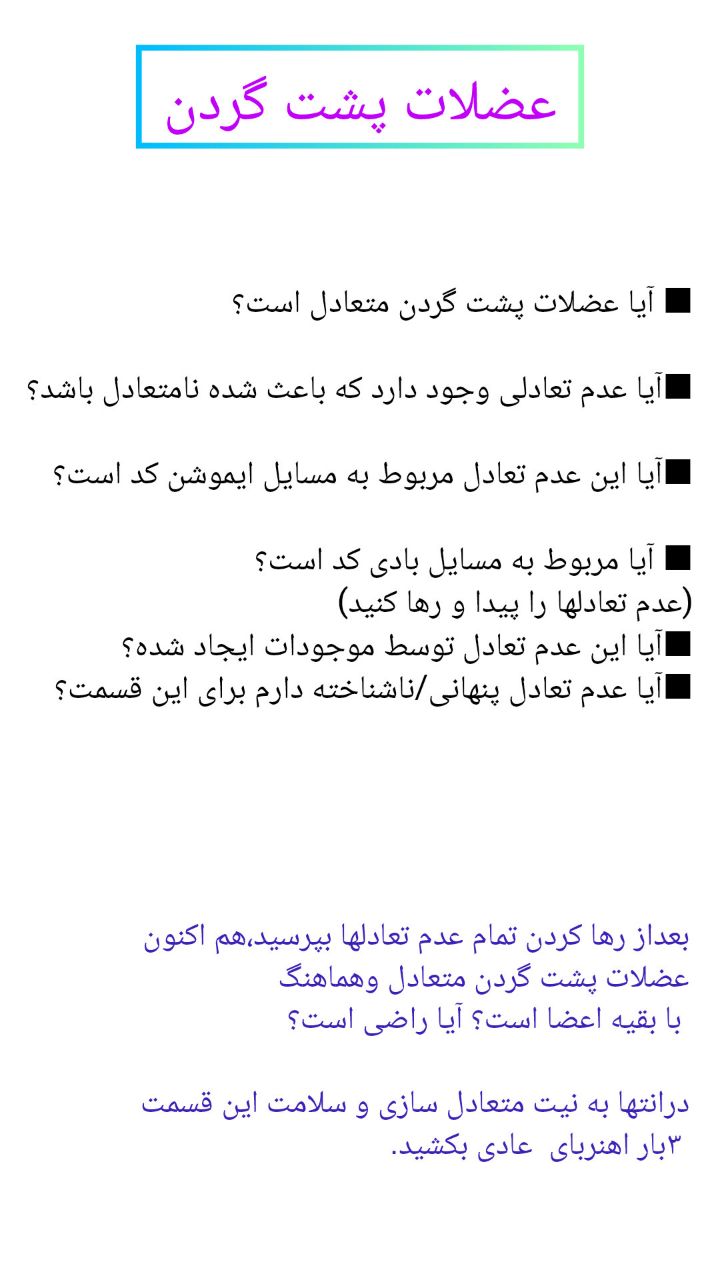 عضلات پشت گردن
■ آیا عضلات پشت گردن متعادل است؟
■آیا عدم تعادلی وجود دارد که باعث شده نامتعادل باشد؟
■آیا این عدم تعادل مربوط به مسایل ایموشن کد است؟
■ آیا مربوط به مسایل بادی کد است؟
(عدم تعادلها را پیدا و رها کنید)
■آیا این عدم تعادل توسط موجودات ایجاد شده؟
■آیا عدم تعادل پنهانی/ناشناخته دارم برای این قسمت؟
بعداز رها کردن تمام عدم تعادلها بپرسید،هم اکنون
عضلات پشت گردن متعادل وهماهنگ
با بقیه اعضا است؟ آیا راضی است؟
درانتها به نیت متعادل سازی و سلامت این قسمت
۳بار اهنربای  عادی بکشید.